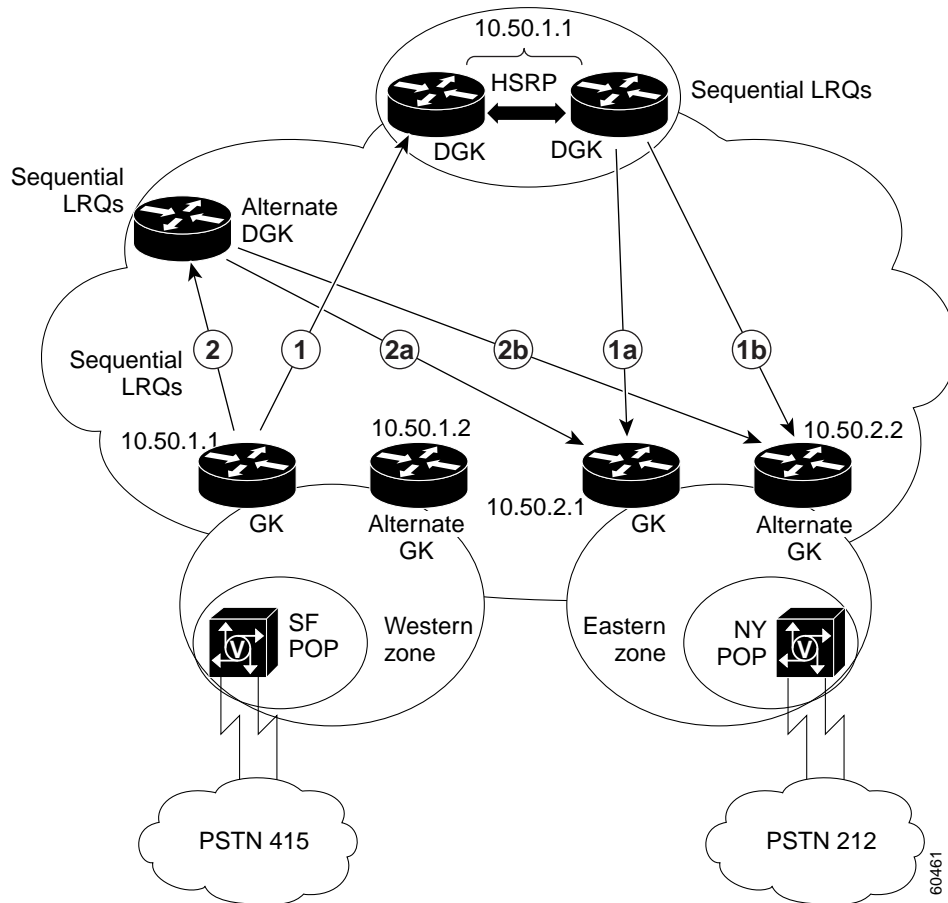 10.50.1.1
HSRP
Sequential LRQs
DGK
DGK
Sequential
LRQs
Alternate
DGK
2
1
2a
2b
1a
1b
Sequential
LRQs
10.50.1.1
10.50.1.2
10.50.2.2
10.50.2.1
GK
Alternate
GK
GK
Alternate
GK
V
SF
POP
Western
zone
Eastern
zone
NY
POP
V
PSTN 415
PSTN 212
60461